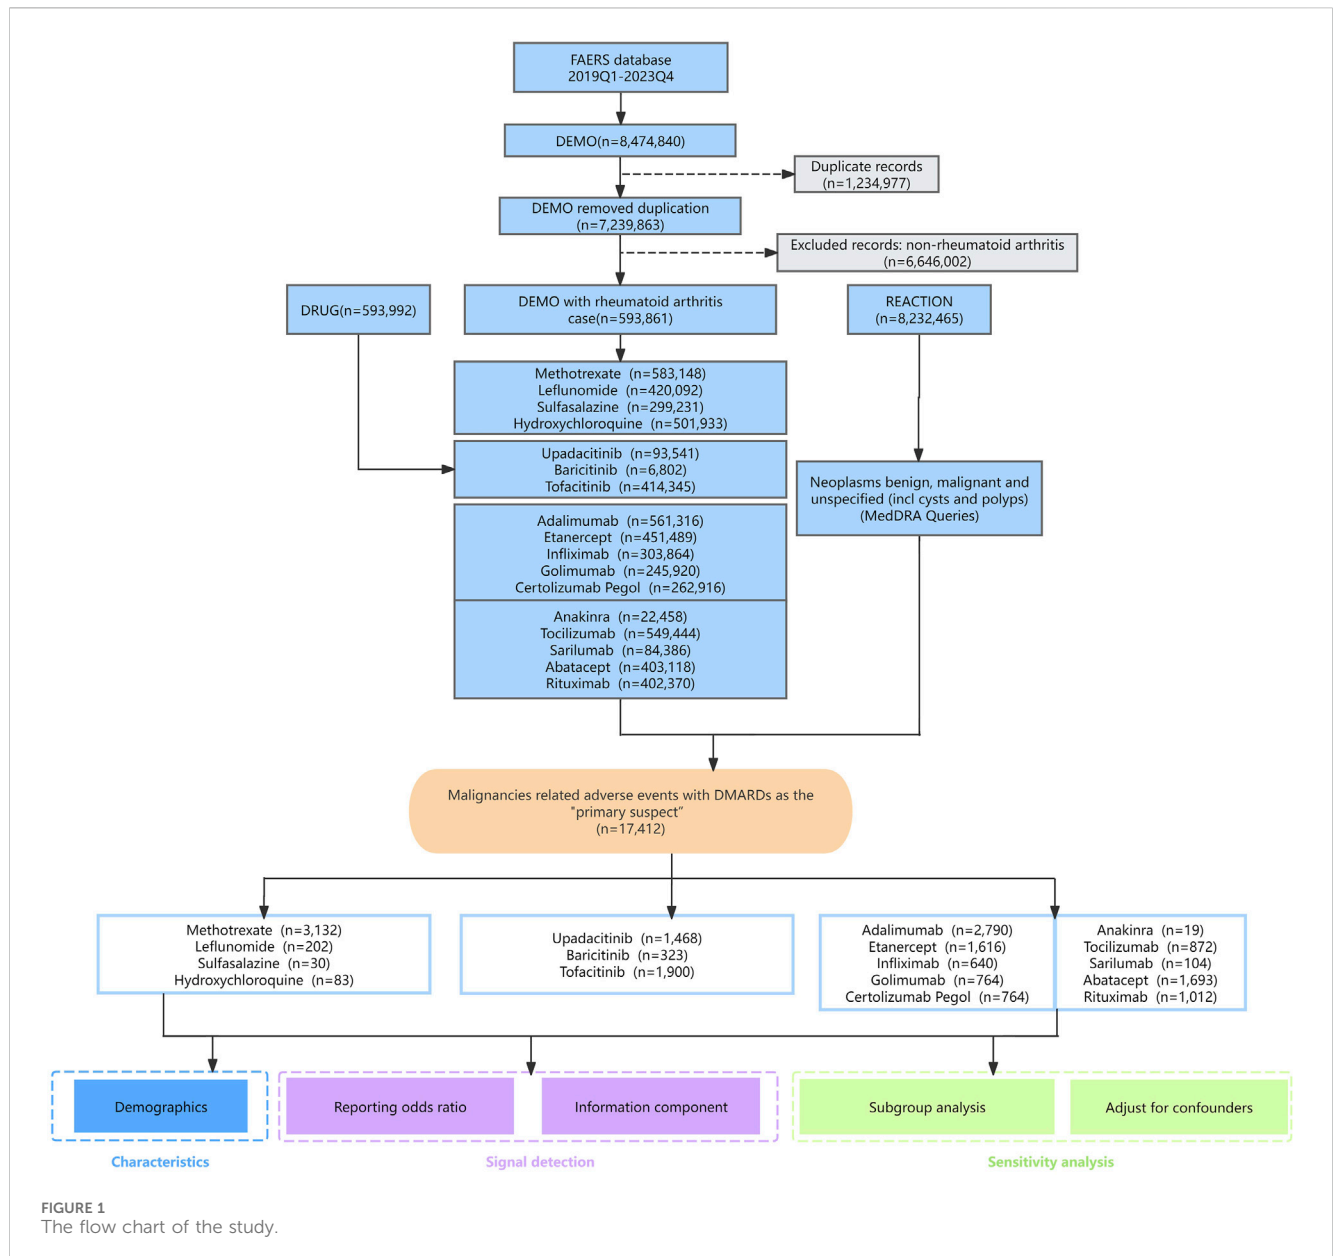 FAERS database
2019Q1-2023Q4
DEMO(n=8,474,840)
Duplicate records
(n=1,234,977)
DEMO removed duplication
(n=7,239,863)
Excluded records: non-rheumatoid arthritis
(n=6,646,002)
DRUG(n=593,992)
DEMO with rheumatoid arthritis
case(n=593,861)
REACTION
(n=8,232,465)
Methotrexate (n=583,148)
Leflunomide (n=420,092)
Sulfasalazine (n=299,231)
Hydroxychloroquine (n=501,933)
Upadacitinib (n=93,541)
Baricitinib (n=6,802)
Tofacitinib (n=414,345)
Neoplasms benign, malignant and
unspecified (incl cysts and polyps)
(MedDRA Queries)
Adalimumab (n=561,316)
Etanercept (n=451,489)
Infliximab (n=303,864)
Golimumab (n=245,920)
Certolizumab Pegol (n=262,916)
Anakinra (n=22,458)
Tocilizumab (n=549,444)
Sarilumab (n=84,386)
Abatacept (n=403,118)
Rituximab (n=402,370)
Malignancies related adverse events with DMARDs as the
"primary suspect"
(n=17,412)
Methotrexate (n=3,132)
Leflunomide (n=202)
Sulfasalazine (n=30)
Hydroxychloroquine (n=83)
Upadacitinib (n=1,468)
Baricitinib (n=323)
Tofacitinib (n=1,900)
Adalimumab (n=2,790)
Etanercept (n=1,616)
Infliximab (n=640)
Golimumab (n=764)
Certolizumab Pegol (n=764)
Anakinra (n=19)
Tocilizumab (n=872)
Sarilumab (n=104)
Abatacept (n=1,693)
Rituximab (n=1,012)
Demographics
Reporting odds ratio
Information component
Subgroup analysis
Adjust for confounders
Characteristics
Signal detection
Sensitivity analysis
FIGURE 1
The flow chart of the study.